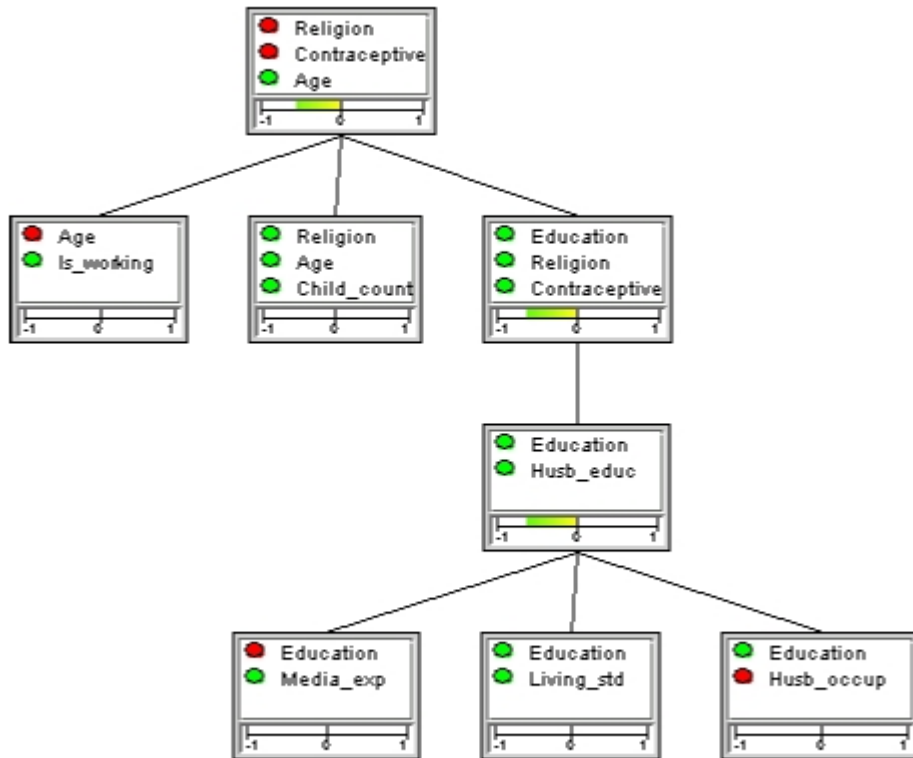 Religion
Contraceptive
Age
-1 0 1
Age
Is_working
-1 0 1
Religion
Age
Child_count
-1 0 1
Education
Religion
Contraceptive
-1 0 1
Education
Husb_educ
-1 0 1
Education
Media_exp
-1 0 1
Education
Living_std
-1 0 1
Education
Husb_occup
-1 0 1